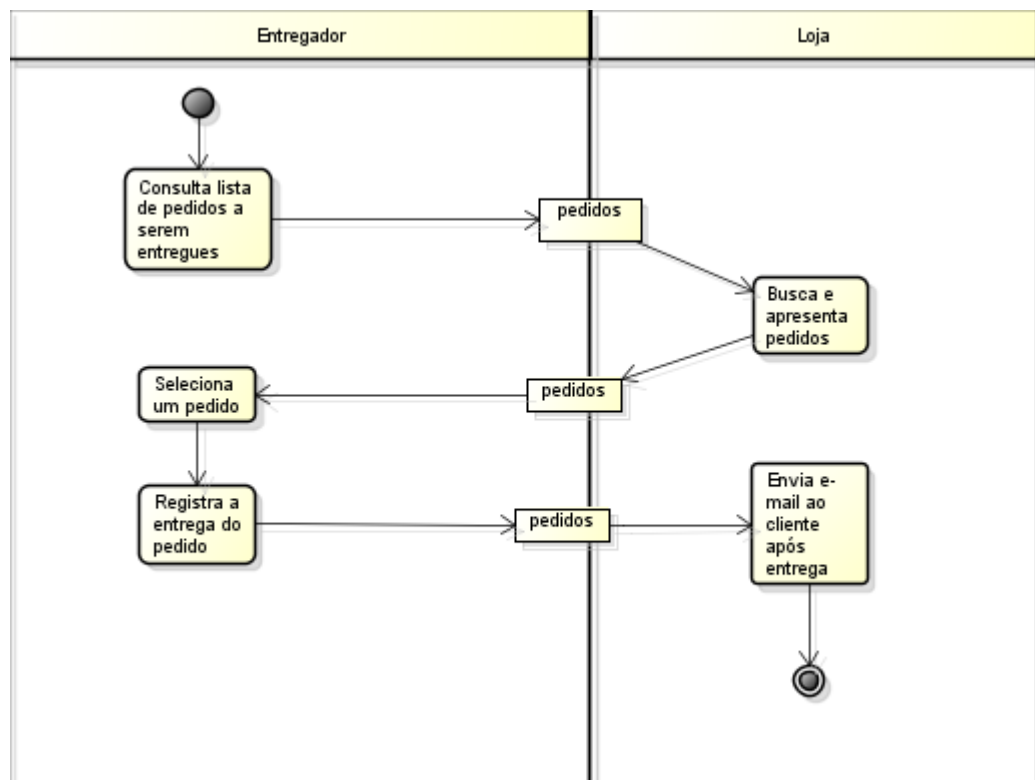 Entregador
Loja
Consulta lista
de pedidos a
serem
entregues
pedidos
Busca e
apresenta
pedidos
pedidos
Seleciona
um pedido
Registra a
entrega do
pedido
pedidos
Envia e-
mail ao
cliente
após
entrega